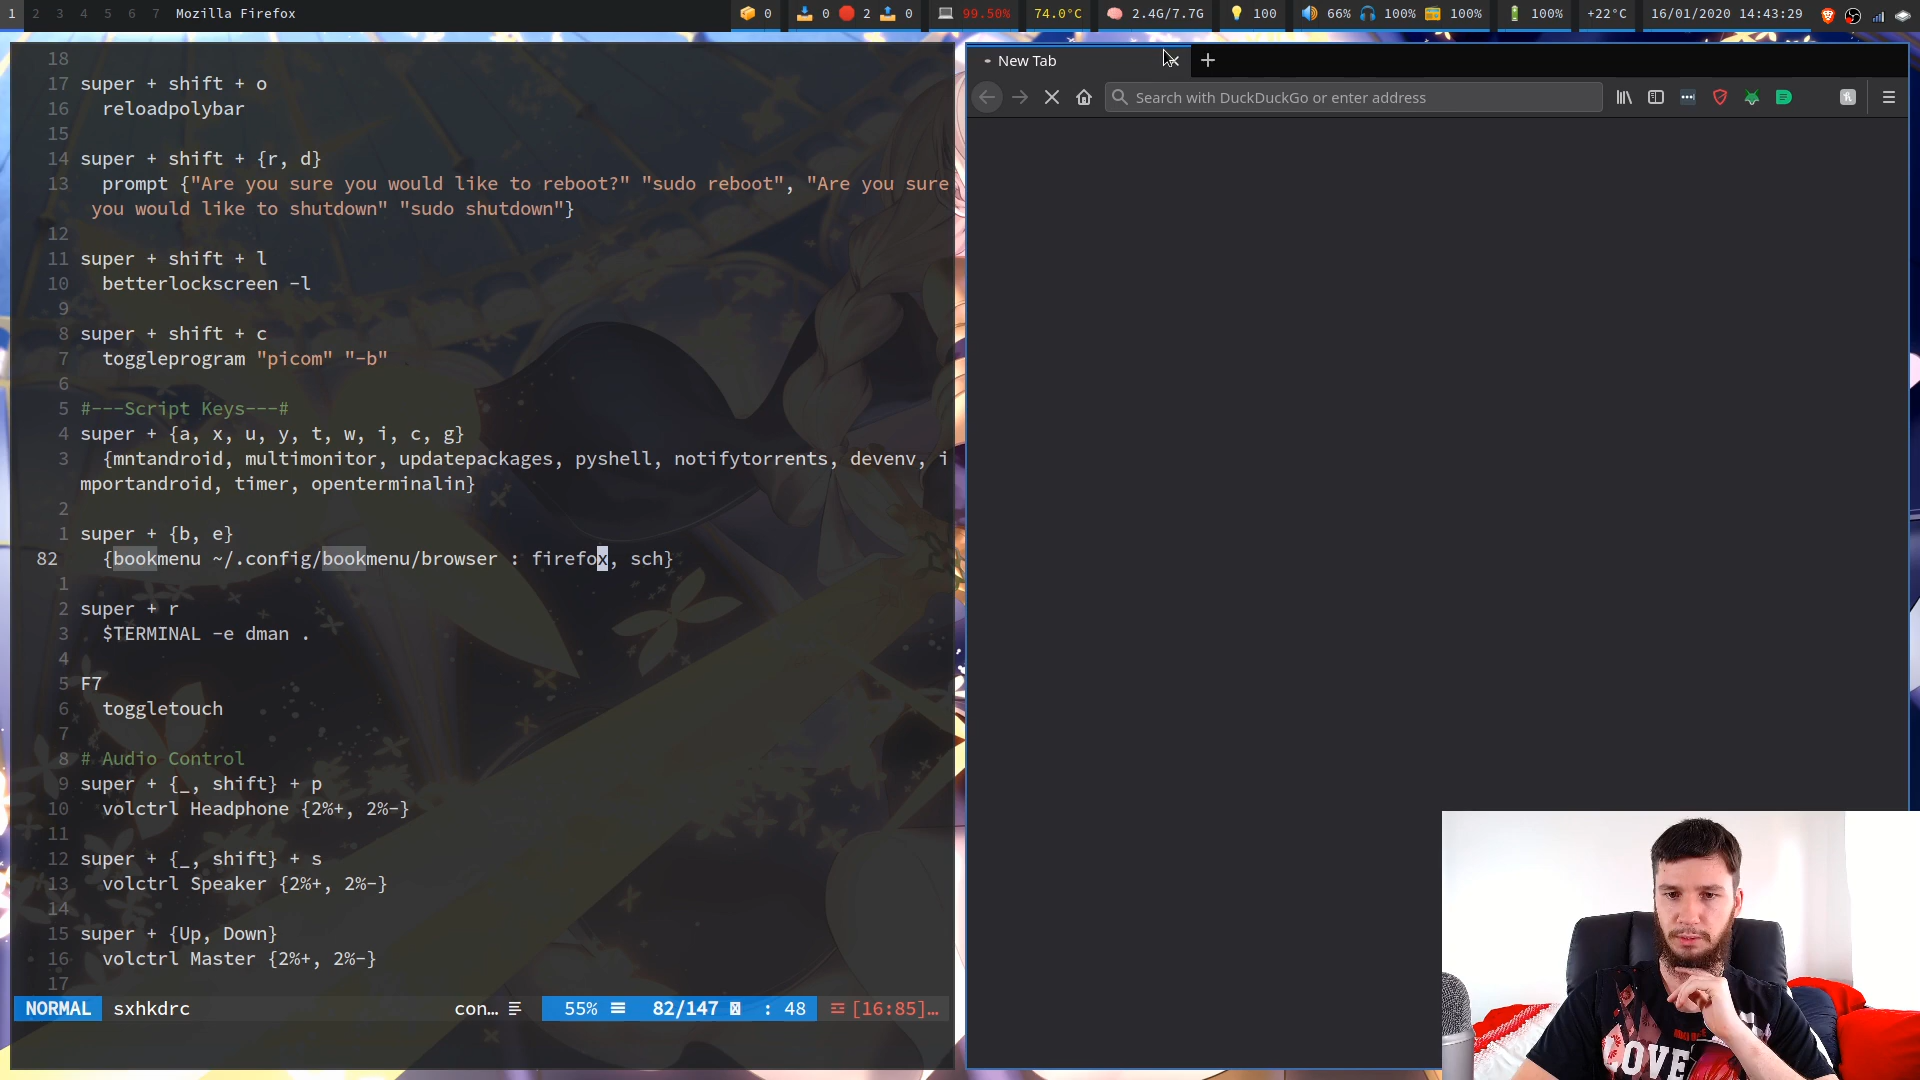 1 2 3 4 5 6 7 Mozilla Firefox 0 0 2 0 99.50% 74.0°C 2.4G/7.7G 100 66% 100% 100% 100% +22°C 16/01/2020 14:43:29
18
17 super + shift + o
16 reloadpolybar
15
14 super + shift + {r, d}
13 prompt {"Are you sure you would like to reboot?" "sudo reboot", "Are you sure
you would like to shutdown" "sudo shutdown"}
12
11 super + shift + l
10 betterlockscreen -l
9
8 super + shift + c
7 toggleprogram "picom" "-b"
6
5 #---Script Keys---#
4 super + {a, x, u, y, t, w, i, c, g}
3 {mntandroid, multimonitor, updatepackages, pyshell, notifytorrents, devenv, i
mportandroid, timer, openterminalin}
2
1 super + {b, e}
82 {bookmenu ~/.config/bookmenu/browser : firefox, sch}
1
2 super + r
3 $TERMINAL -e dman .
4
5 F7
6 toggletouch
7
8 # Audio Control
9 super + {_, shift} + p
10 volctrl Headphone {2%+, 2%-}
11
12 super + {_, shift} + s
13 volctrl Speaker {2%+, 2%-}
14
15 super + {Up, Down}
16 volctrl Master {2%+, 2%-}
17
NORMAL sxhkdrc con… 55% 82/147 : 48 [16:85]…
New Tab
Search with DuckDuckGo or enter address
LOVE